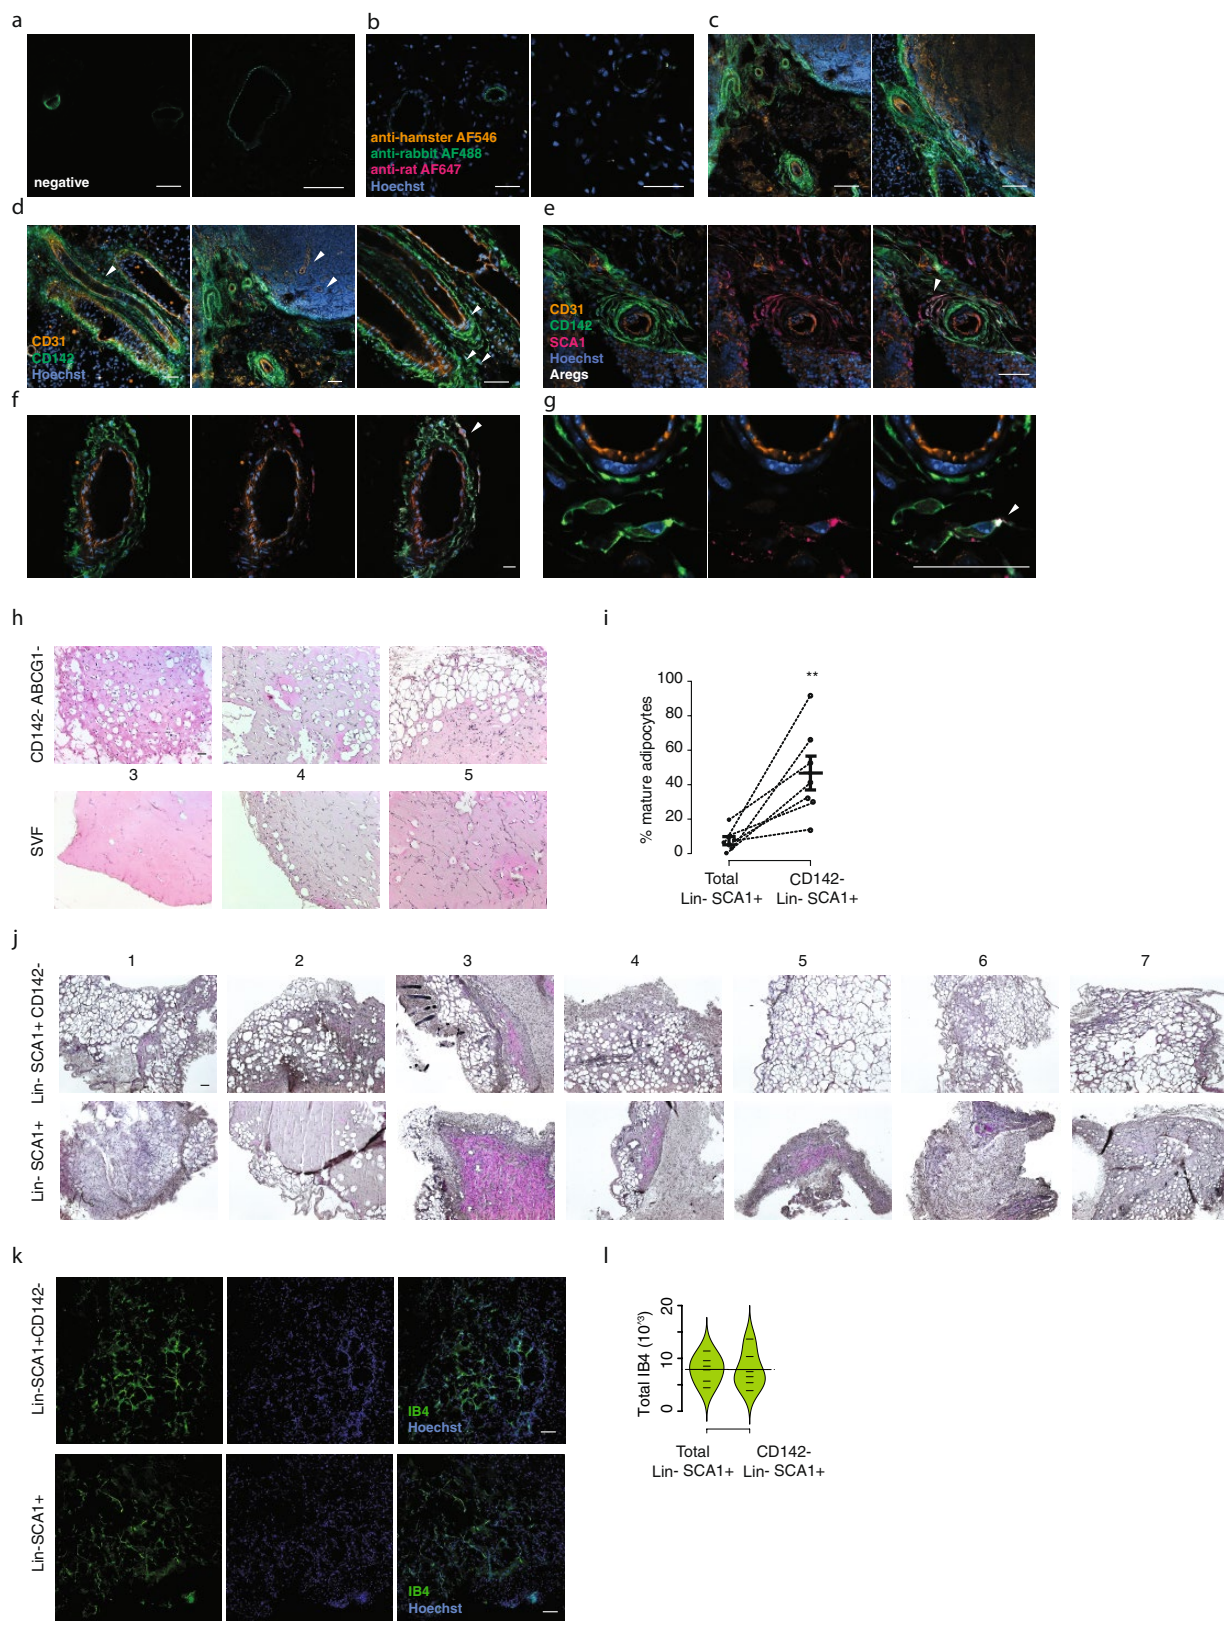 a
b
c
negative
anti-hamster AF546
anti-rabbit AF488
anti-rat AF647
Hoechst
d
e
CD31
CD142
Hoechst
CD31
CD142
SCA1
Hoechst
Aregs
f
g
h
CD142- ABCG1-
3
4
5
SVF
i
% mature adipocytes
100
80
60
40
20
0
**
Total
Lin- SCA1+
CD142-
Lin- SCA1+
j
1
2
3
4
5
6
7
Lin- SCA1+ CD142-
Lin- SCA1+
k
Lin-SCA1+CD142-
IB4
Hoechst
Lin-SCA1+
IB4
Hoechst
l
Total IB4 (10^3)
20
10
0
Total
Lin- SCA1+
CD142-
Lin- SCA1+